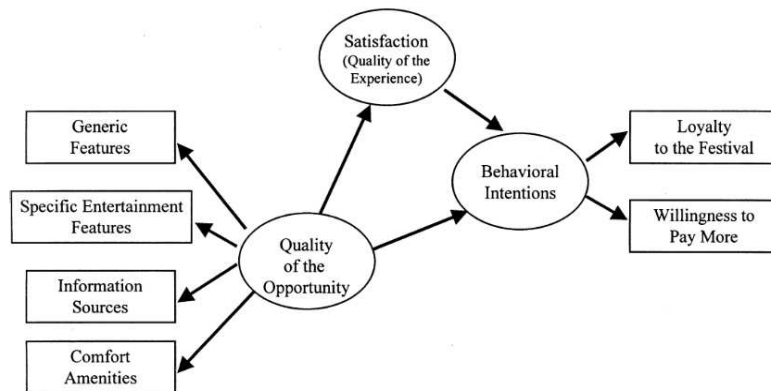 Satisfaction
(Quality of the
Experience)
Generic
Features
Loyalty
to the Festival
Behavioral
Intentions
Specific Entertainment
Features
Willingness to
Pay More
Quality
of the
Opportunity
Information
Sources
Comfort
Amenities